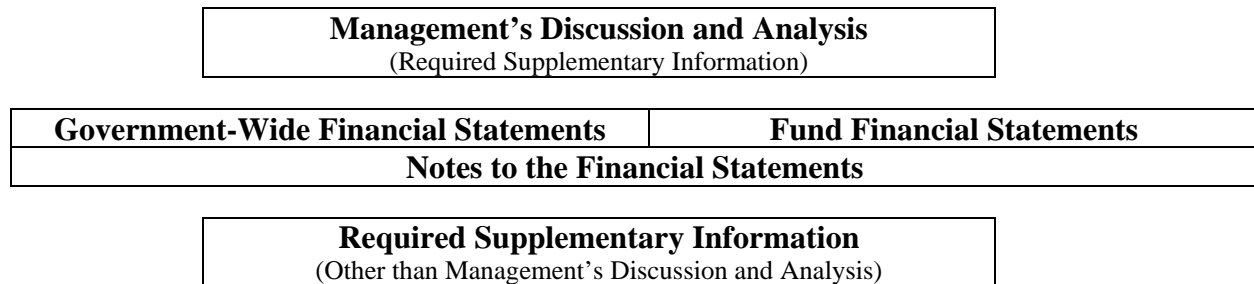 Management’s Discussion and Analysis
(Required Supplementary Information)
Government-Wide Financial Statements Fund Financial Statements
Notes to the Financial Statements
Required Supplementary Information
(Other than Management’s Discussion and Analysis)